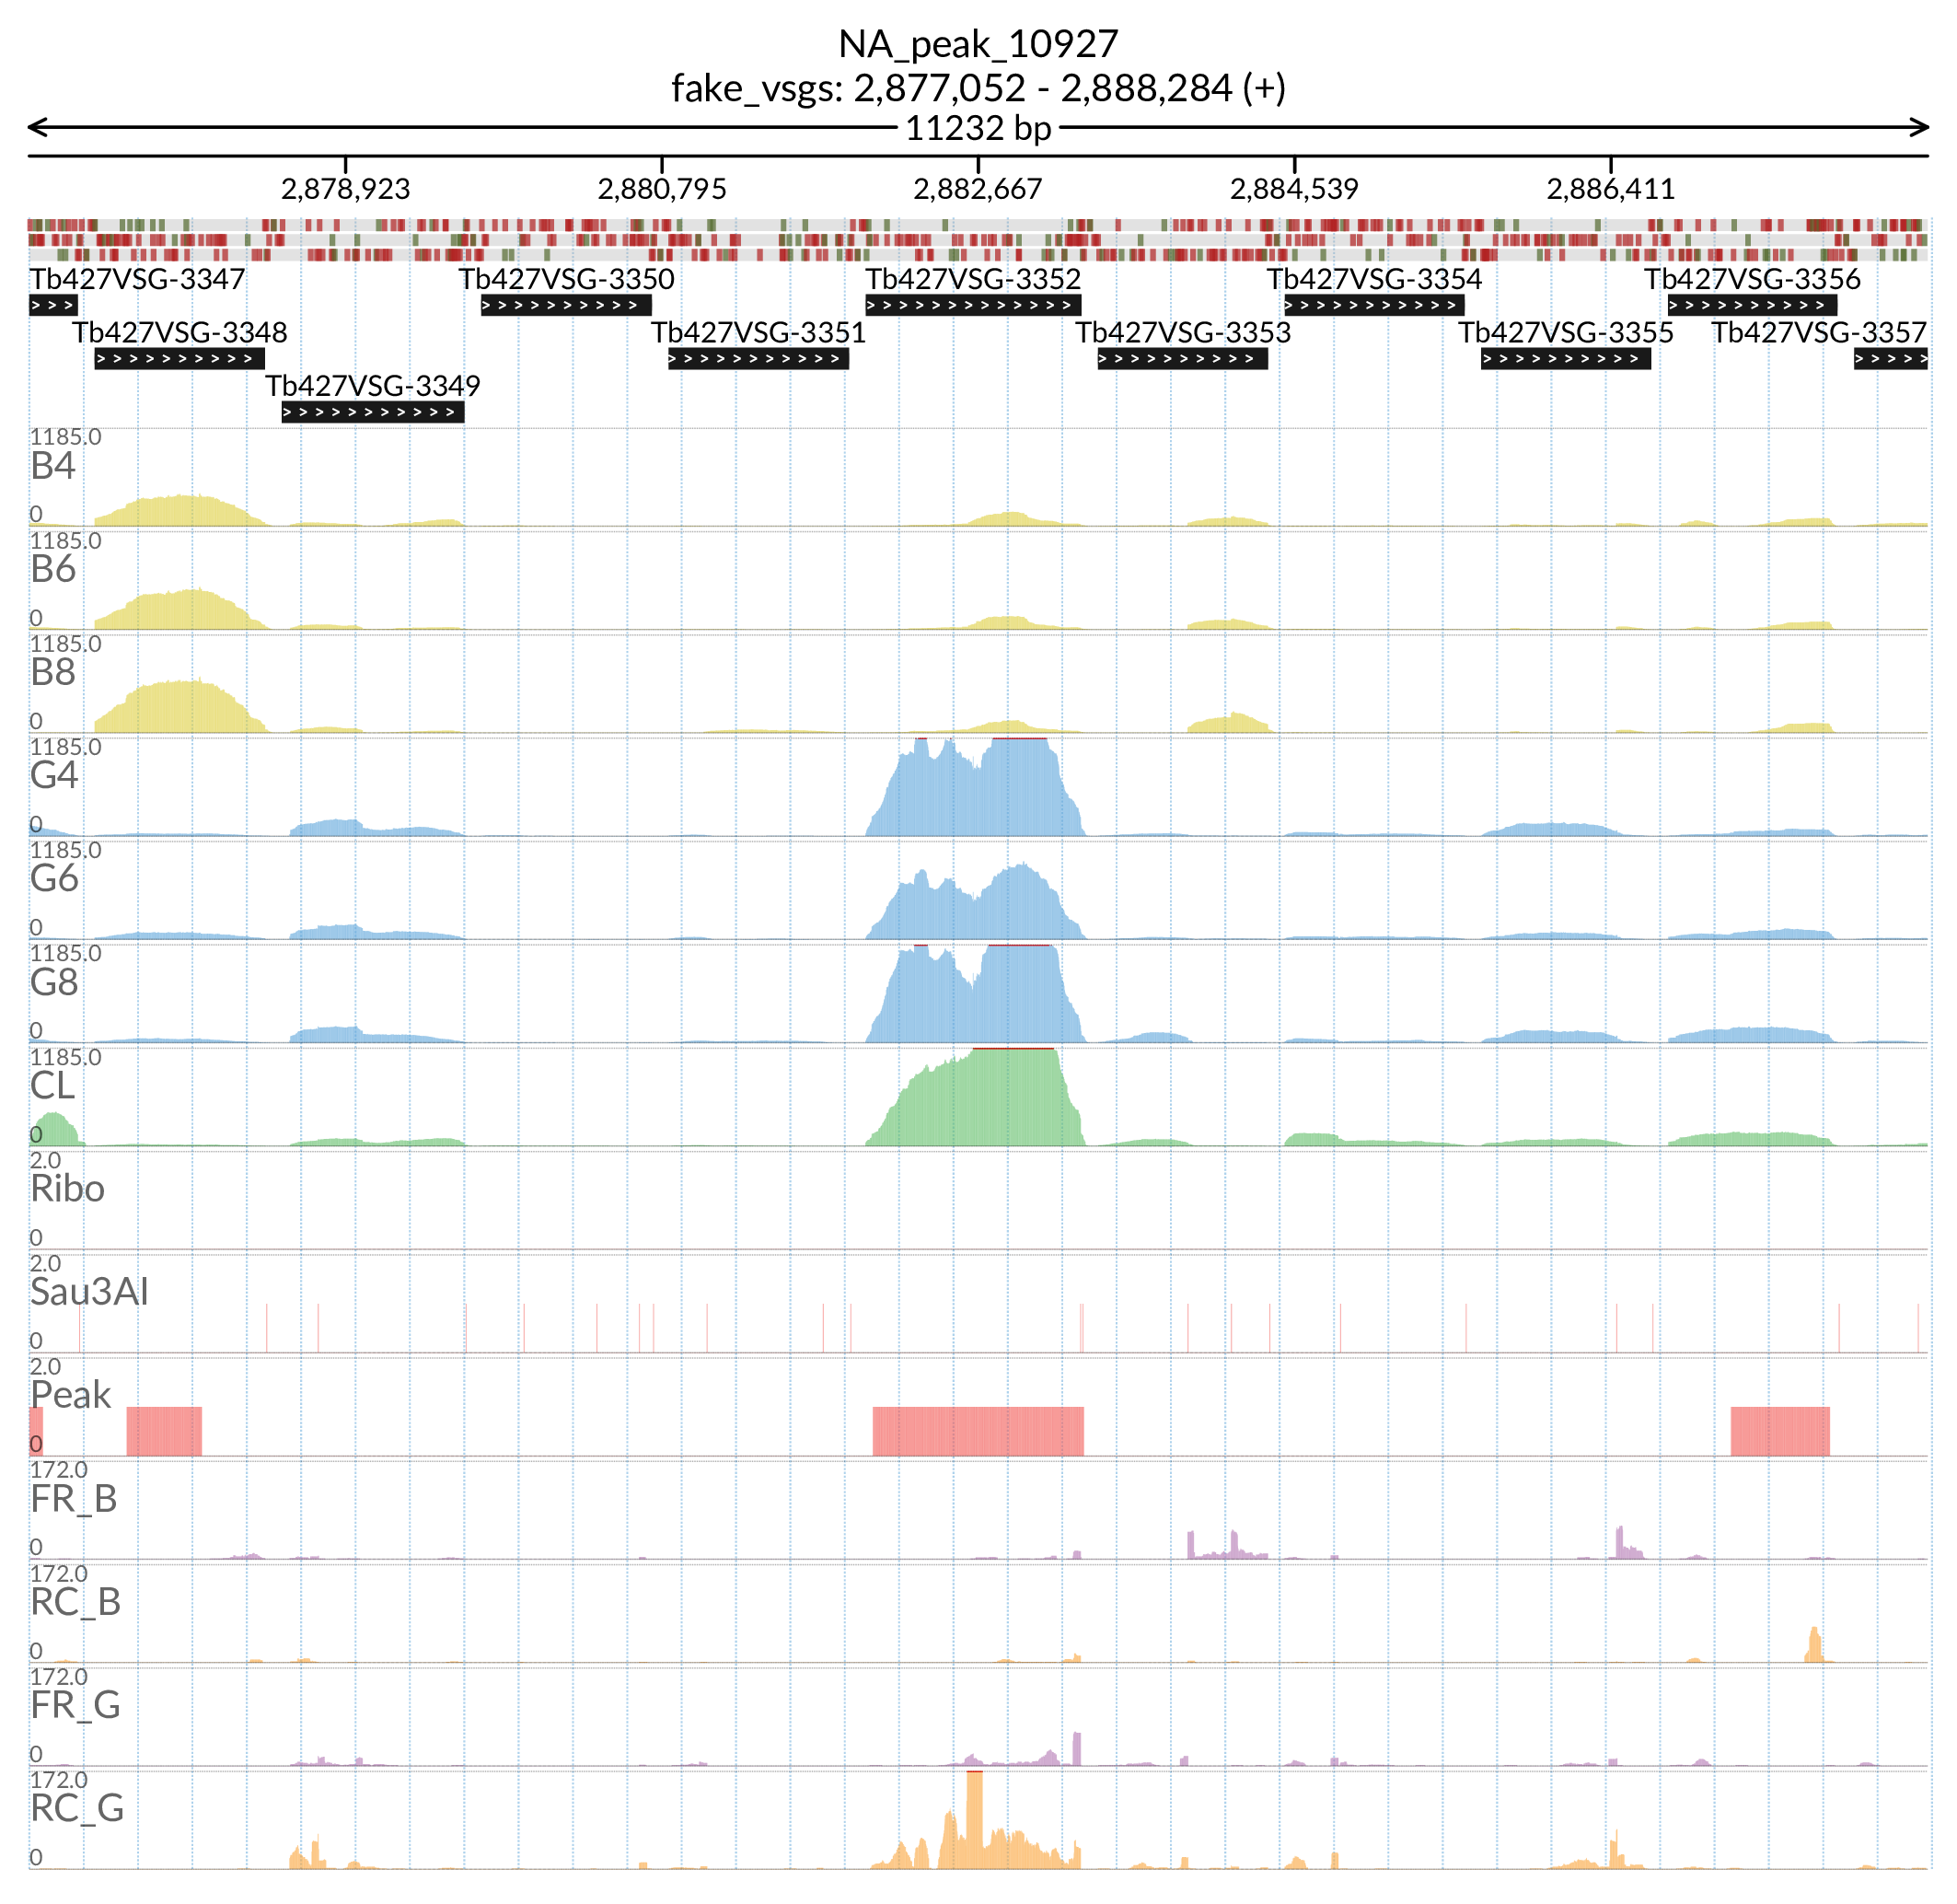 NA_peak_10927
fake_vsgs: 2,877,052 - 2,888,284 (+)
11232 bp
2,878,923 2,880,795 2,882,667 2,884,539 2,886,411
Tb427VSG-3347 Tb427VSG-3350 Tb427VSG-3352 Tb427VSG-3354 Tb427VSG-3356
Tb427VSG-3348 Tb427VSG-3351 Tb427VSG-3353 Tb427VSG-3355 Tb427VSG-3357
Tb427VSG-3349
1185.0
B4
0
1185.0
B6
0
1185.0
B8
0
1185.0
G4
0
1185.0
G6
0
1185.0
G8
0
1185.0
CL
0
2.0
Ribo
0
2.0
Sau3AI
0
2.0
Peak
0
172.0
FR_B
0
172.0
RC_B
0
172.0
FR_G
0
172.0
RC_G
0